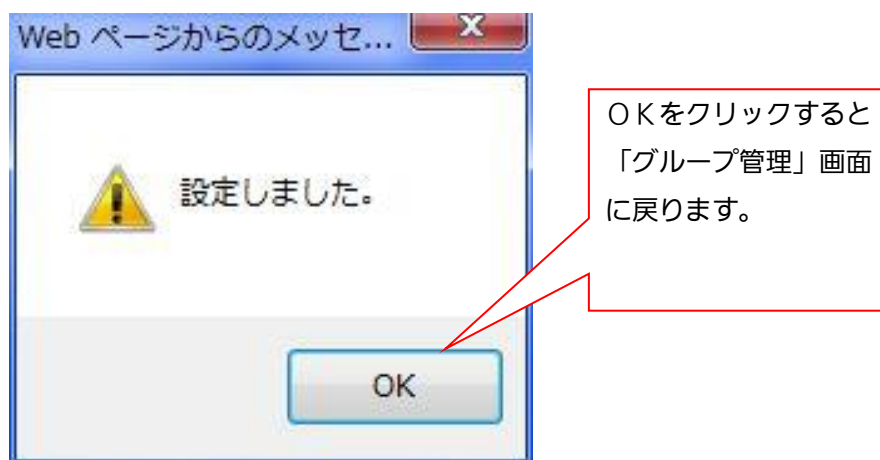 Web ページからのメッセ...
設定しました。
OK
ＯＫをクリックすると
「グループ管理」画面
に戻ります。